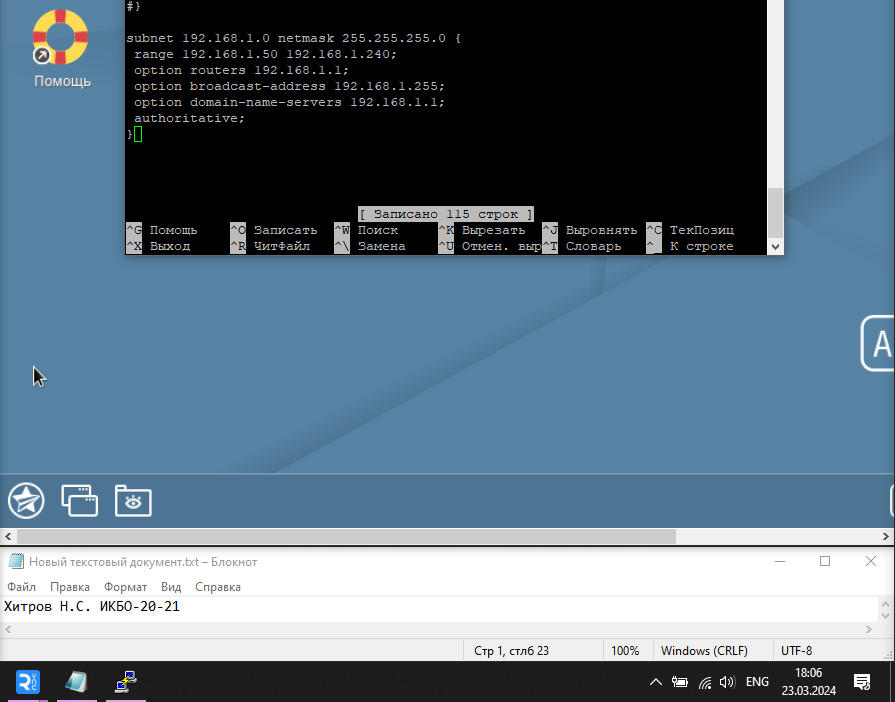 #}
Помощь
subnet 192.168.1.0 netmask 255.255.255.0 {
range 192.168.1.50 192.168.1.240;
option routers 192.168.1.1;
option broadcast-address 192.168.1.255;
option domain-name-servers 192.168.1.1;
authoritative;
}
[ Записано 115 строк ]
^G Помощь ^O Записать ^W Поиск ^K Вырезать ^J Выровнять ^C ТекПозиц
^X Выход ^R ЧитФайл ^\ Замена ^U Отмен. выр ^T Словарь ^_ К строке
A
Новый текстовый документ.txt – Блокнот
Файл Правка Формат Вид Справка
Хитров Н.С. ИКБО-20-21
Стр 1, стлб 23 100% Windows (CRLF) UTF-8
ENG 18:06
23.03.2024